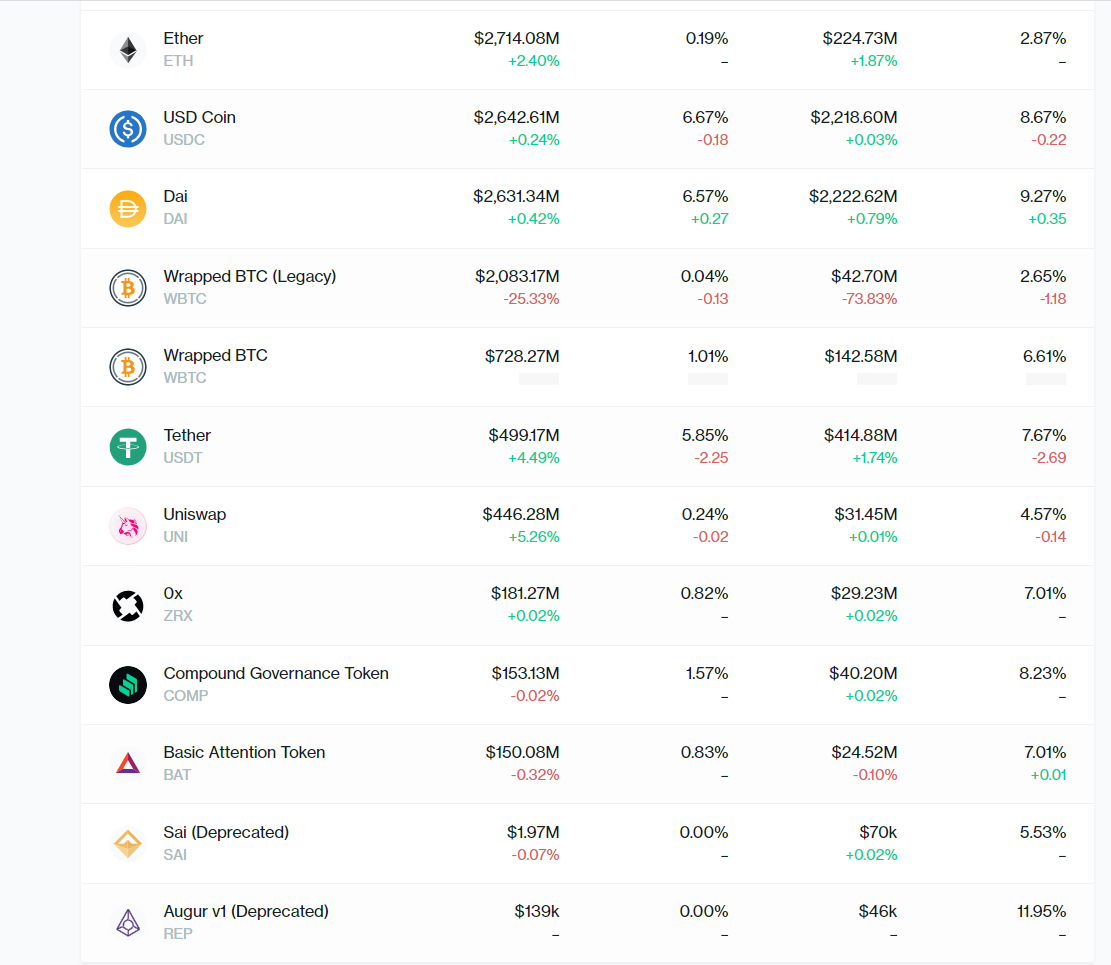 Ether $2,714.08M 0.19% $224.73M 2.87%
ETH +2.40% – +1.87% –
USD Coin $2,642.61M 6.67% $2,218.60M 8.67%
USDC +0.24% -0.18 +0.03% -0.22
Dai $2,631.34M 6.57% $2,222.62M 9.27%
DAI +0.42% +0.27 +0.79% +0.35
Wrapped BTC (Legacy) $2,083.17M 0.04% $42.70M 2.65%
WBTC -25.33% -0.13 -73.83% -1.18
Wrapped BTC $728.27M 1.01% $142.58M 6.61%
WBTC
Tether $499.17M 5.85% $414.88M 7.67%
USDT +4.49% -2.25 +1.74% -2.69
Uniswap $446.28M 0.24% $31.45M 4.57%
UNI +5.26% -0.02 +0.01% -0.14
0x $181.27M 0.82% $29.23M 7.01%
ZRX +0.02% – +0.02% –
Compound Governance Token $153.13M 1.57% $40.20M 8.23%
COMP -0.02% – +0.02% –
Basic Attention Token $150.08M 0.83% $24.52M 7.01%
BAT -0.32% – -0.10% +0.01
Sai (Deprecated) $1.97M 0.00% $70k 5.53%
SAI -0.07% – +0.02% –
Augur v1 (Deprecated) $139k 0.00% $46k 11.95%
REP – – – –